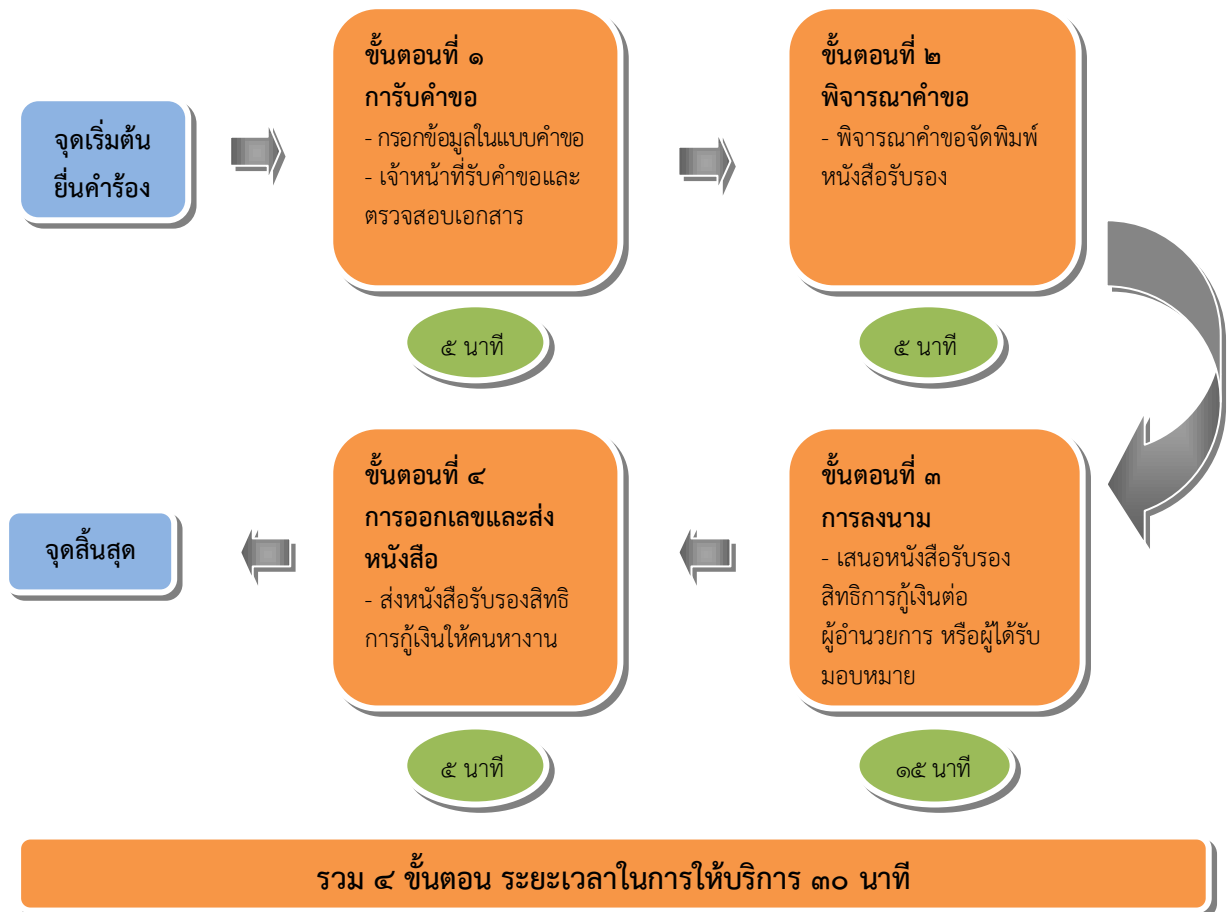 จุดเริ่มต้น
ยื่นคำร้อง
ขั้นตอนที่ ๑
การับคำขอ
- กรอกข้อมูลในแบบคำขอ
- เจ้าหน้าที่รับคำขอและ
ตรวจสอบเอกสาร
๕ นาที
ขั้นตอนที่ ๒
พิจารณาคำขอ
- พิจารณาคำขอจัดพิมพ์
หนังสือรับรอง
๕ นาที
ขั้นตอนที่ ๓
การลงนาม
- เสนอหนังสือรับรอง
สิทธิการกู้เงินต่อ
ผู้อำนวยการ หรือผู้ได้รับ
มอบหมาย
๑๕ นาที
ขั้นตอนที่ ๔
การออกเลขและส่ง
หนังสือ
- ส่งหนังสือรับรองสิทธิ
การกู้เงินให้คนหางาน
๕ นาที
จุดสิ้นสุด
รวม ๔ ขั้นตอน ระยะเวลาในการให้บริการ ๓๐ นาที